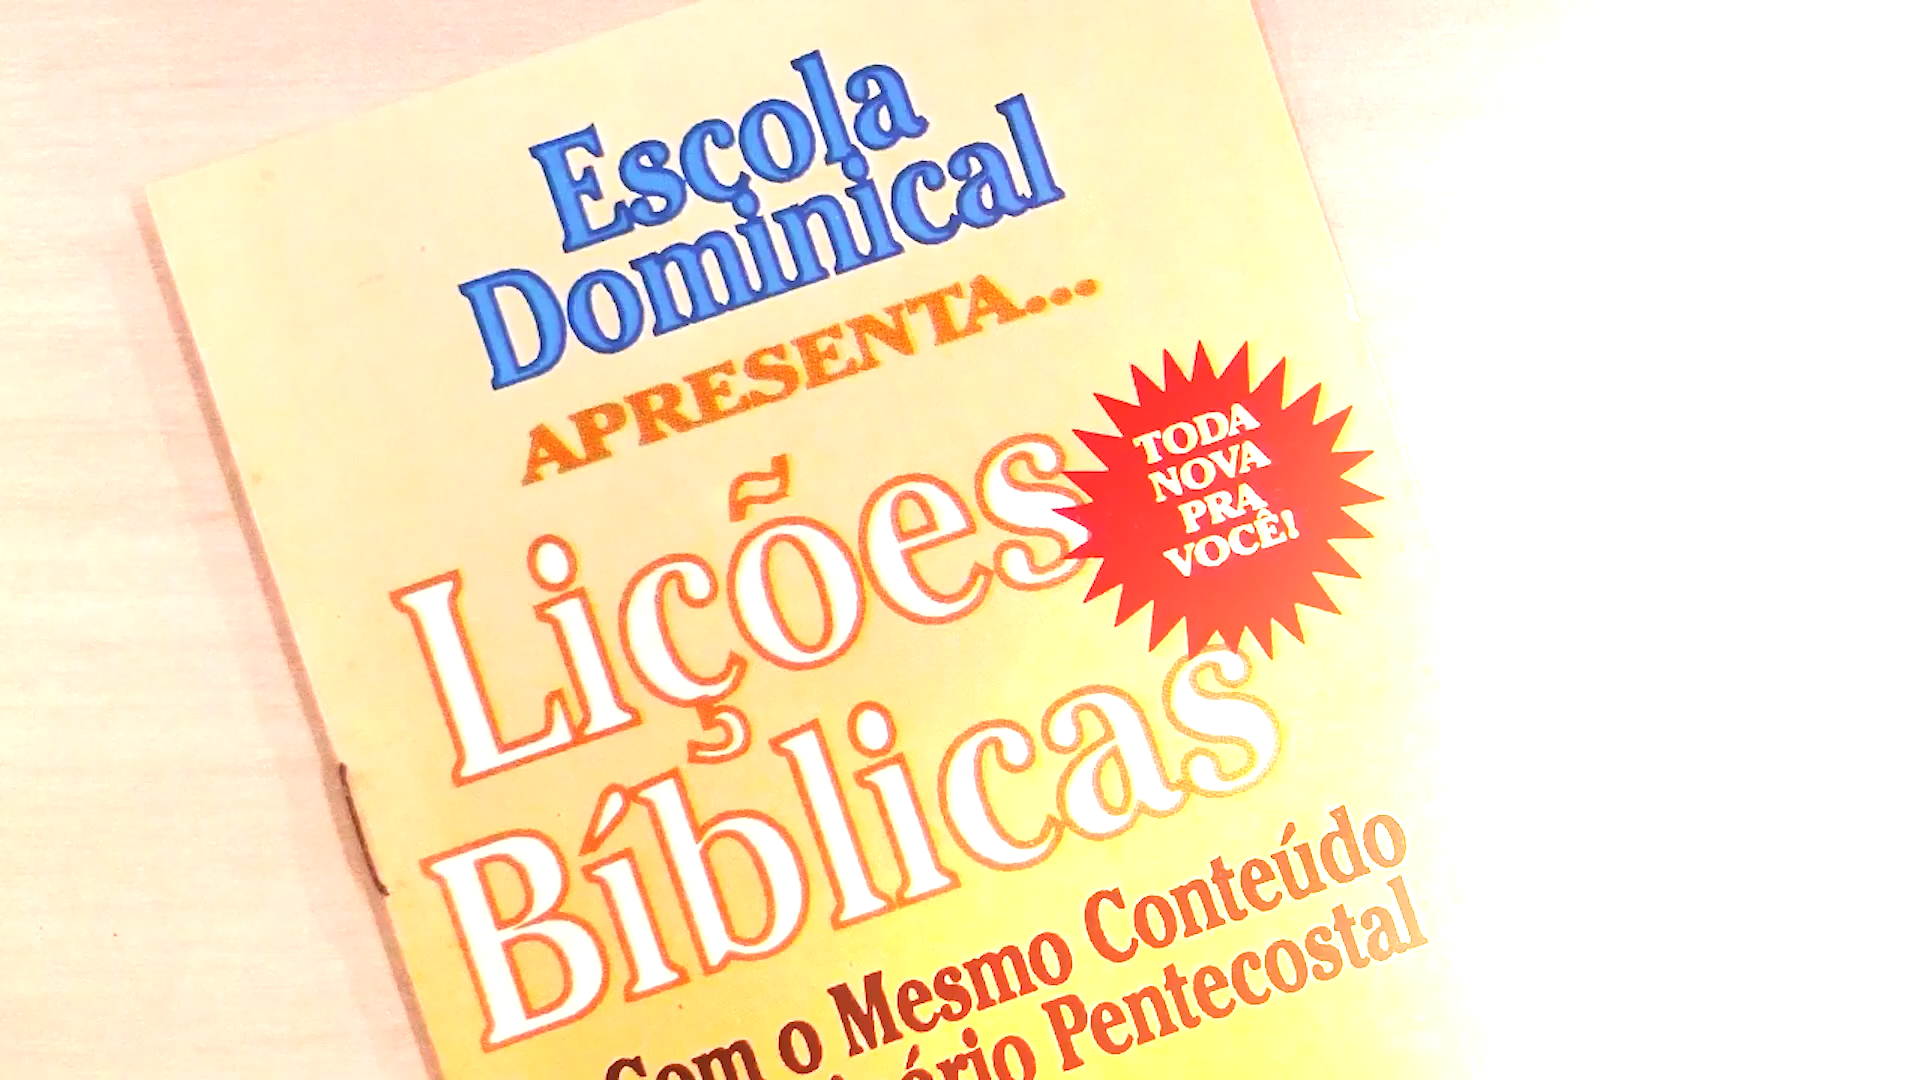 Escola
Dominical
APRESENTA...
Lições
Bíblicas
TODA
NOVA
PRA
VOCÊ!
Com o Mesmo Conteúdo
Pentecostal